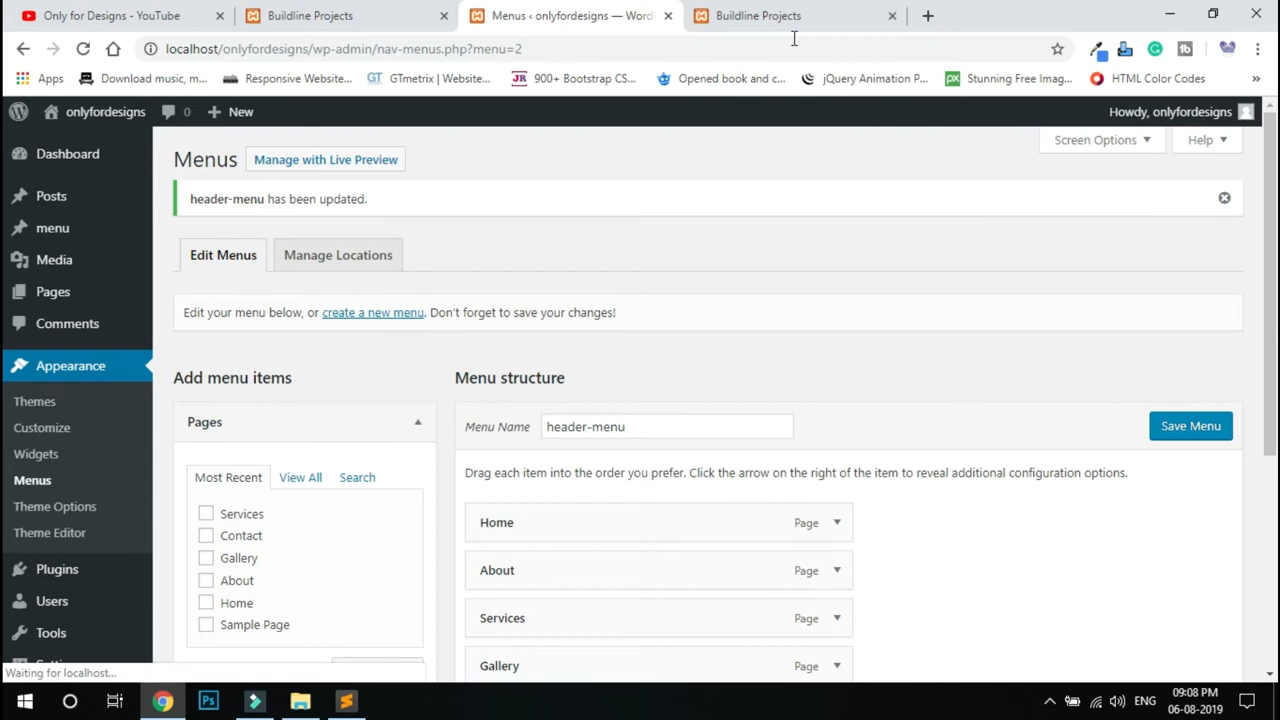 Only for Designs - YouTube
Buildline Projects
Menus ‹ onlyfordesigns — Word
Buildline Projects
localhost/onlyfordesigns/wp-admin/nav-menus.php?menu=2
Apps
Download music, m...
Responsive Website...
GT GTmetrix | Website...
JR 900+ Bootstrap CS...
Opened book and c...
jQuery Animation P...
px Stunning Free Imag...
HTML Color Codes
»
onlyfordesigns
0
New
Howdy, onlyfordesigns
Dashboard
Posts
menu
Media
Pages
Comments
Appearance
Themes
Customize
Widgets
Menus
Theme Options
Theme Editor
Plugins
Users
Tools
Screen Options
Help
Menus
Manage with Live Preview
header-menu has been updated.
Edit Menus
Manage Locations
Edit your menu below, or create a new menu. Don't forget to save your changes!
Add menu items
Pages
Most Recent
View All
Search
Services
Contact
Gallery
About
Home
Sample Page
Menu structure
Menu Name
header-menu
Save Menu
Drag each item into the order you prefer. Click the arrow on the right of the item to reveal additional configuration options.
Home Page
About Page
Services Page
Gallery Page
Waiting for localhost...
Ps
ENG
09:08 PM
06-08-2019